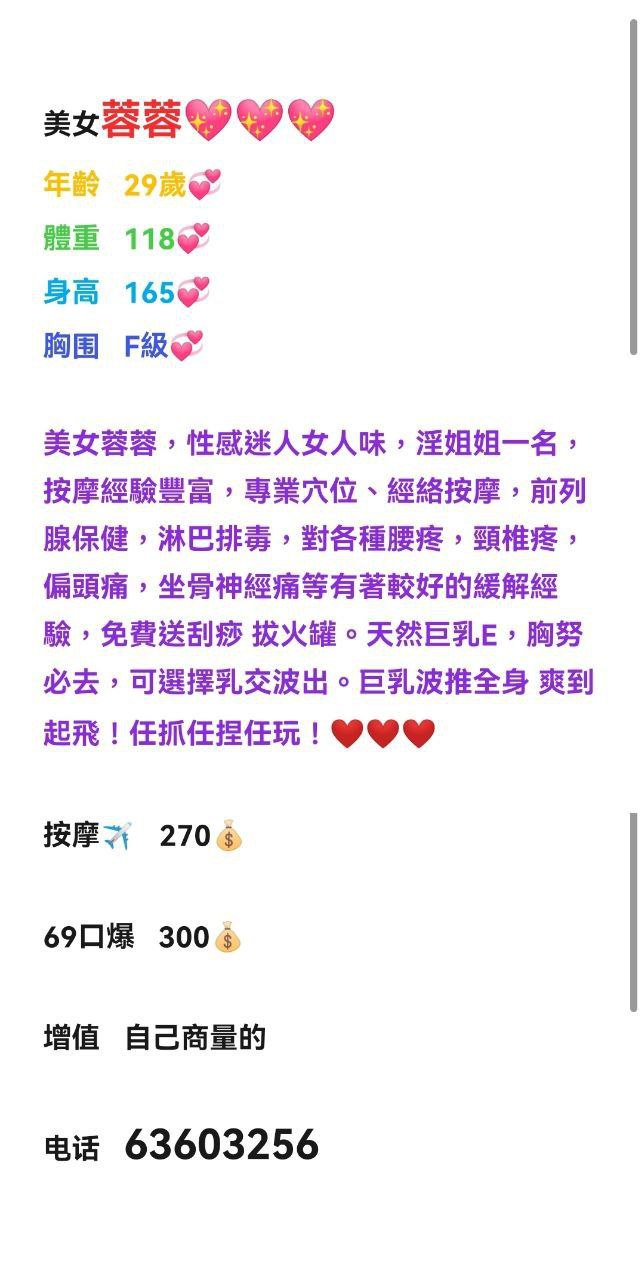 美女蓉蓉💖💖💖
年齡 29歲💞
體重 118💞
身高 165💞
胸围 F級💞
美女蓉蓉，性感迷人女人味，淫姐姐一名，
按摩經驗豐富，專業穴位、經絡按摩，前列
腺保健，淋巴排毒，對各種腰疼，頸椎疼，
偏頭痛，坐骨神經痛等有著較好的緩解經
驗，免費送刮痧 拔火罐。天然巨乳E，胸努
必去，可選擇乳交波出。巨乳波推全身 爽到
起飛！任抓任捏任玩！❤️❤️❤️
按摩✈️ 270💰
69口爆 300💰
增值 自己商量的
电话 63603256